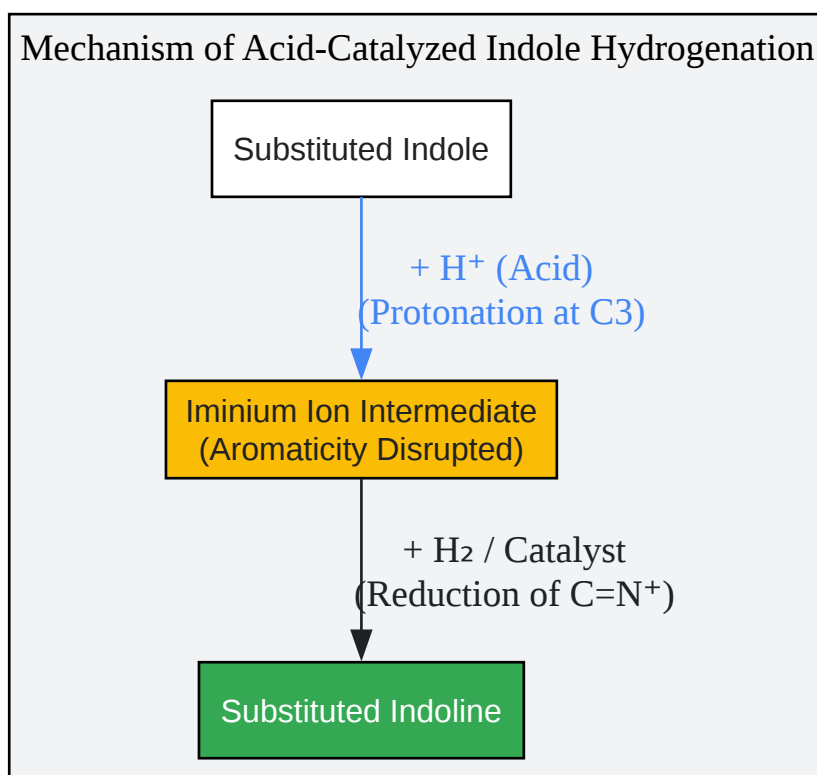 Mechanism of Acid-Catalyzed Indole Hydrogenation
Substituted Indole
+ H⁺ (Acid)
(Protonation at C3)
Iminium Ion Intermediate
(Aromaticity Disrupted)
+ H₂ / Catalyst
(Reduction of C=N⁺)
Substituted Indoline